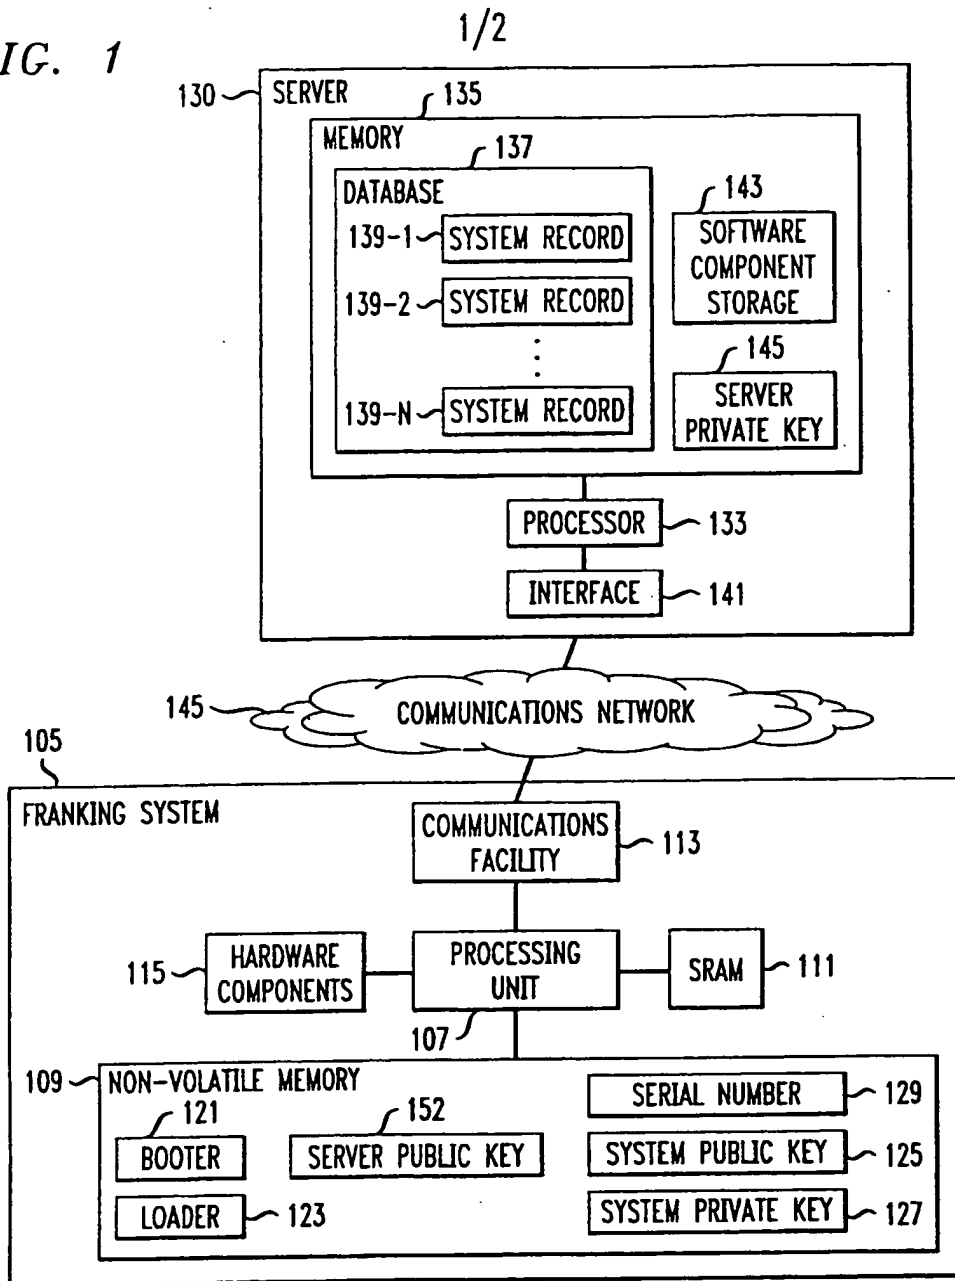 1/2
IG. 1
130 SERVER
135
MEMORY
137
DATABASE
143
139-1 SYSTEM RECORD
SOFTWARE
COMPONENT
STORAGE
139-2 SYSTEM RECORD
145
139-N SYSTEM RECORD
SERVER
PRIVATE KEY
PROCESSOR 133
INTERFACE 141
145 COMMUNICATIONS NETWORK
105
FRANKING SYSTEM
COMMUNICATIONS
FACILITY
113
115 HARDWARE
COMPONENTS
PROCESSING
UNIT
SRAM 111
107
109 NON-VOLATILE MEMORY
SERIAL NUMBER 129
121
BOOTER
152
SERVER PUBLIC KEY
SYSTEM PUBLIC KEY 125
LOADER 123
SYSTEM PRIVATE KEY 127